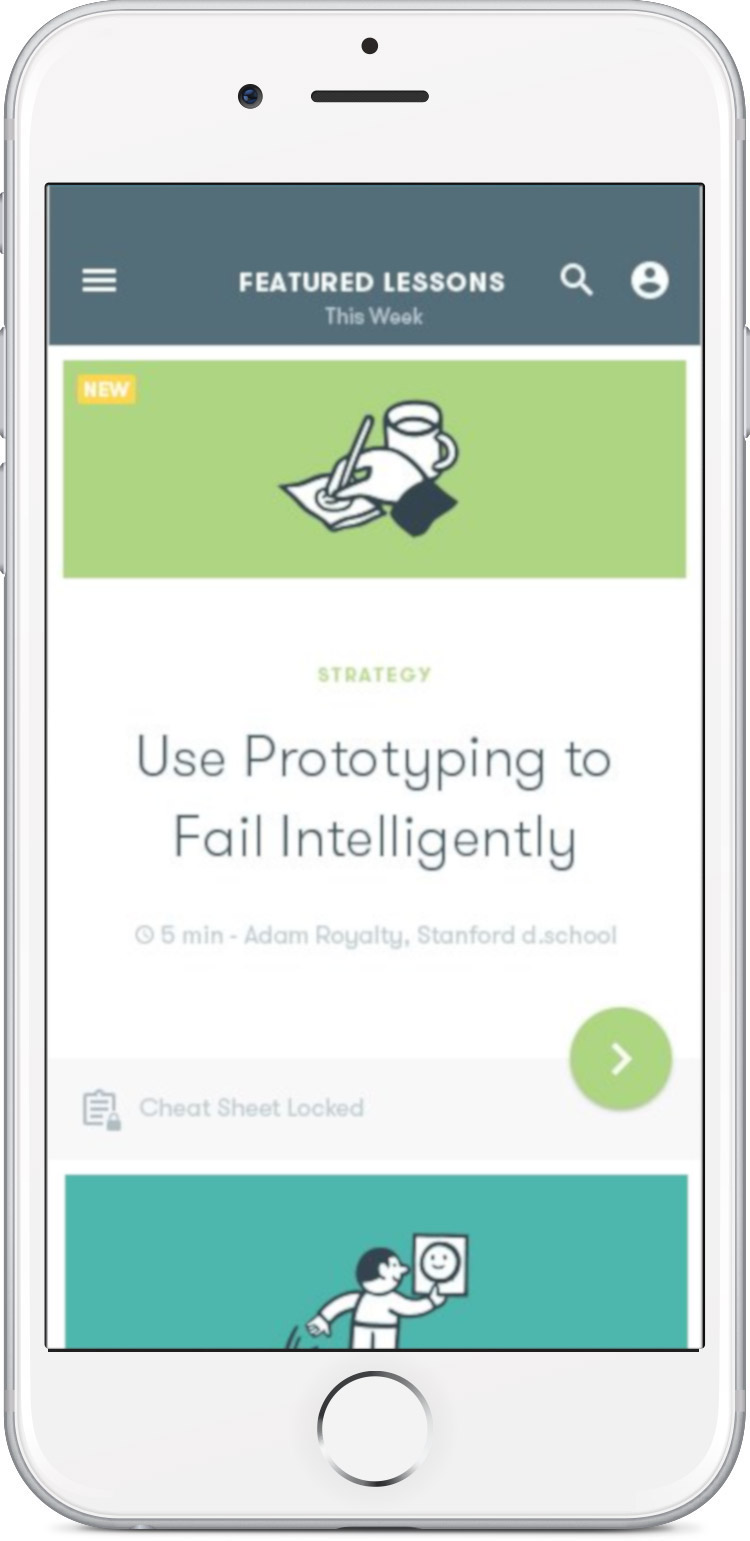 FEATURED LESSONS
This Week
NEW
STRATEGY
Use Prototyping to
Fail Intelligently
5 min - Adam Royalty, Stanford d.school
Cheat Sheet Locked